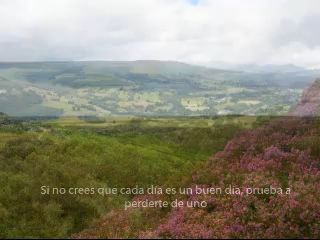 Si no crees que cada día es un buen día, prueba a
perderte de uno